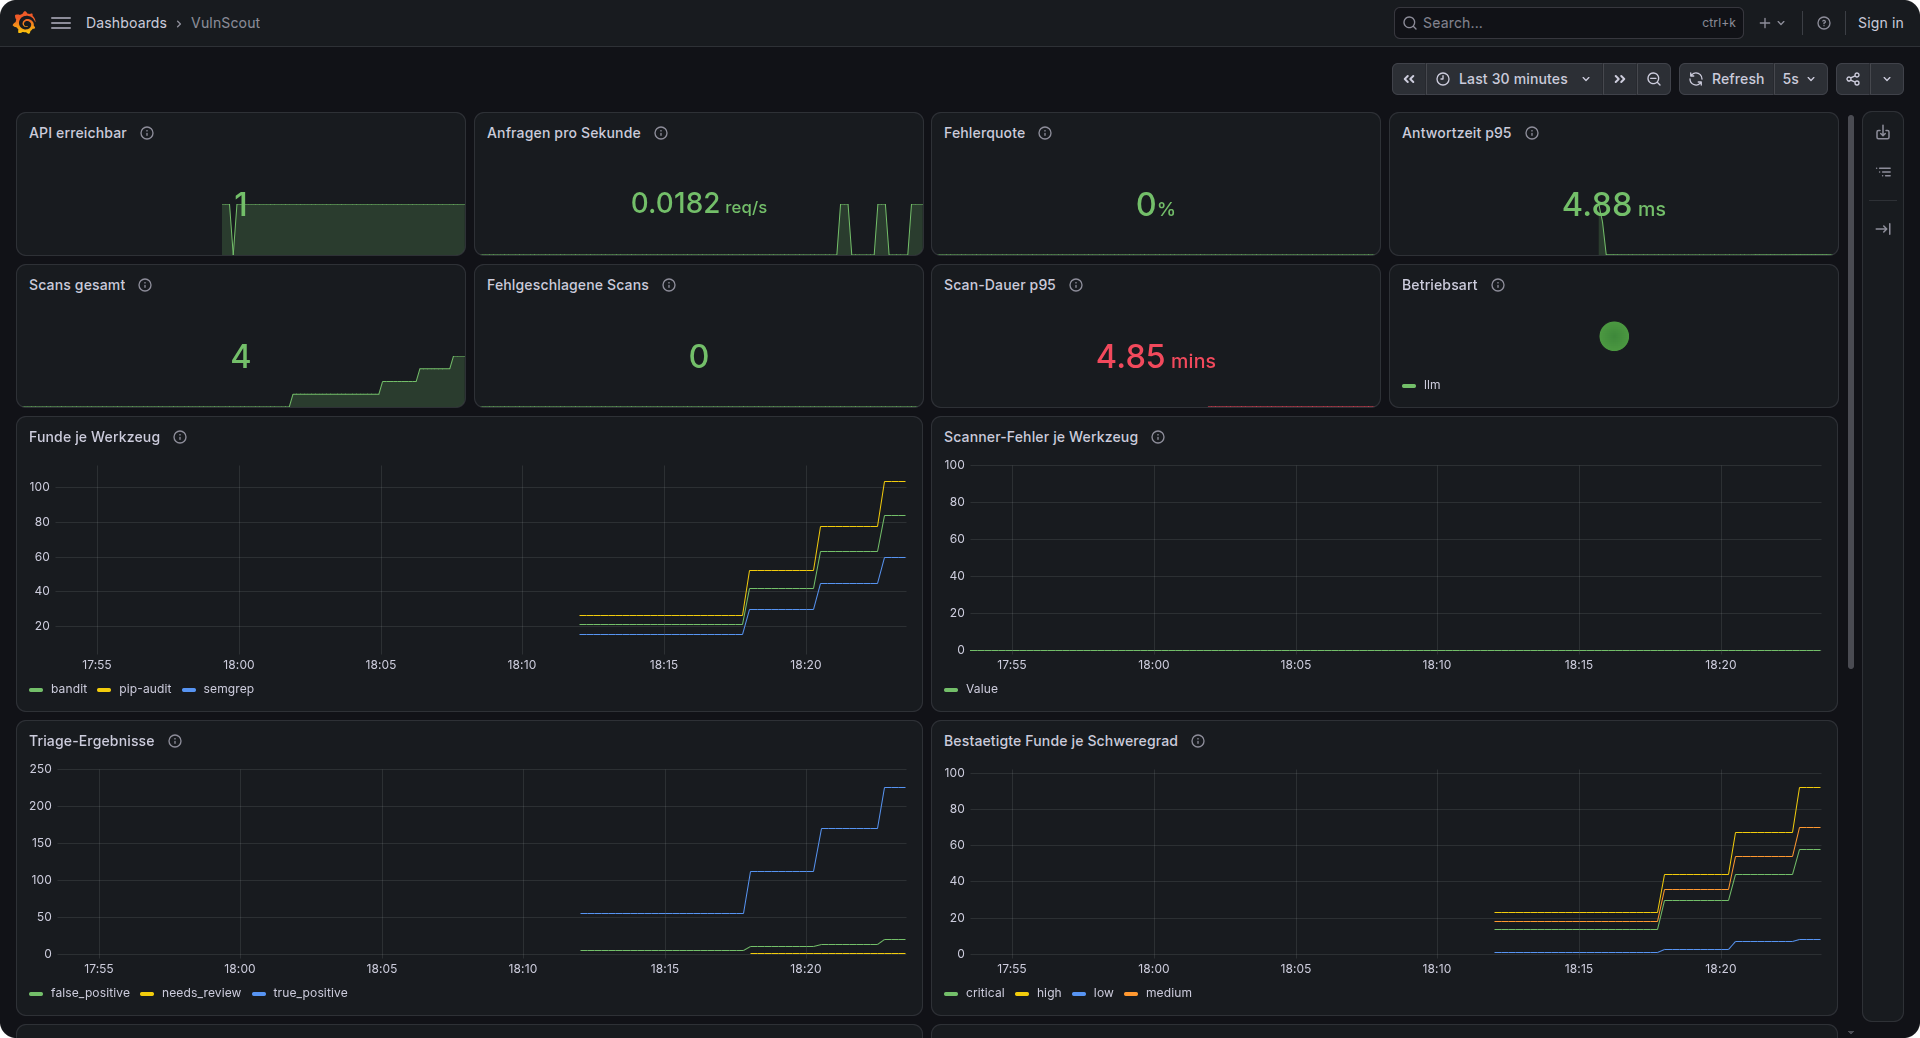 Dashboards › VulnScout
Search... ctrl+k
Sign in
Last 30 minutes
Refresh 5s
API erreichbar
1
Anfragen pro Sekunde
0.0182 req/s
Fehlerquote
0%
Antwortzeit p95
4.88 ms
Scans gesamt
4
Fehlgeschlagene Scans
0
Scan-Dauer p95
4.85 mins
Betriebsart
llm
Funde je Werkzeug
100
80
60
40
20
17:55 18:00 18:05 18:10 18:15 18:20
bandit pip-audit semgrep
Scanner-Fehler je Werkzeug
100
80
60
40
20
0
17:55 18:00 18:05 18:10 18:15 18:20
Value
Triage-Ergebnisse
250
200
150
100
50
0
17:55 18:00 18:05 18:10 18:15 18:20
false_positive needs_review true_positive
Bestaetigte Funde je Schweregrad
100
80
60
40
20
0
17:55 18:00 18:05 18:10 18:15 18:20
critical high low medium